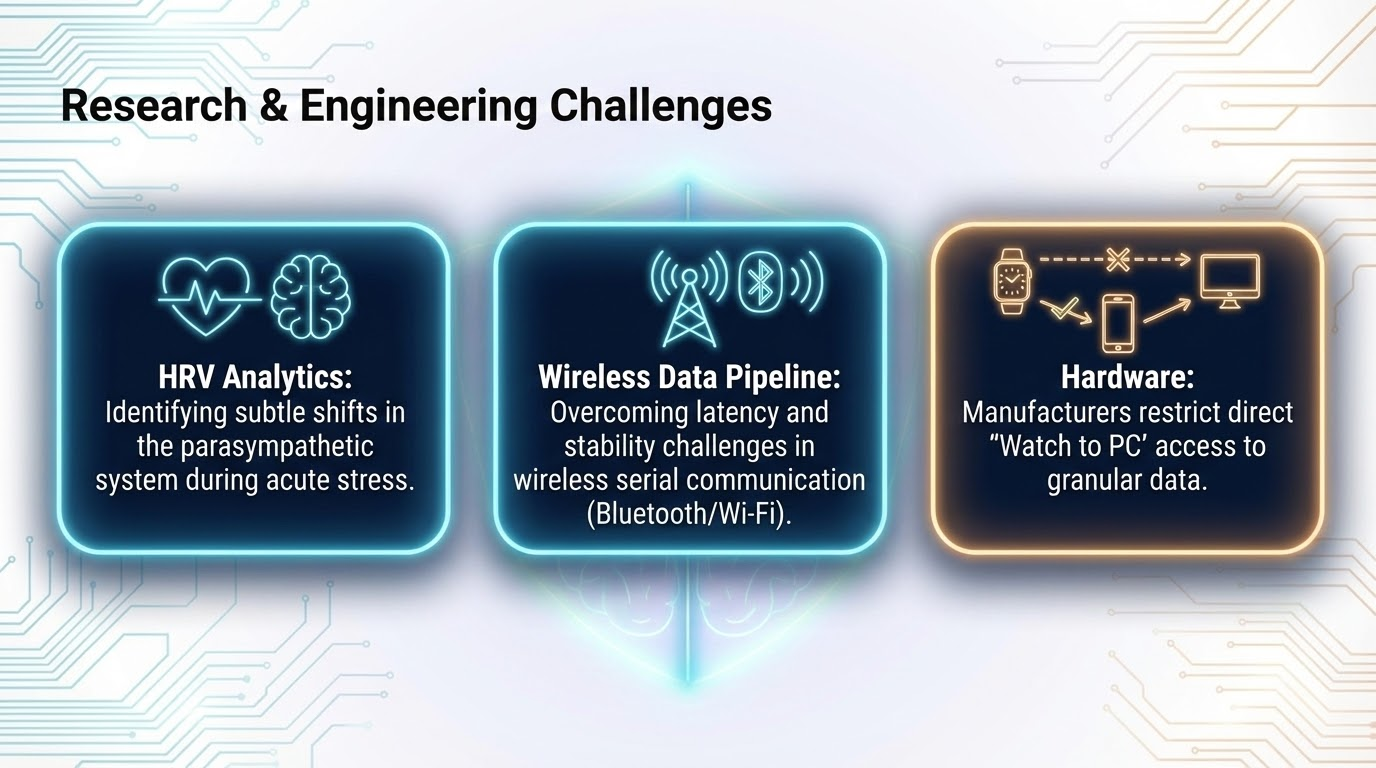 Research & Engineering Challenges
HRV Analytics:
Identifying subtle shifts in
the parasympathetic
system during acute stress.
Wireless Data Pipeline:
Overcoming latency and
stability challenges in
wireless serial communication
(Bluetooth/Wi-Fi).
Hardware:
Manufacturers restrict direct
“Watch to PC’ access to
granular data.